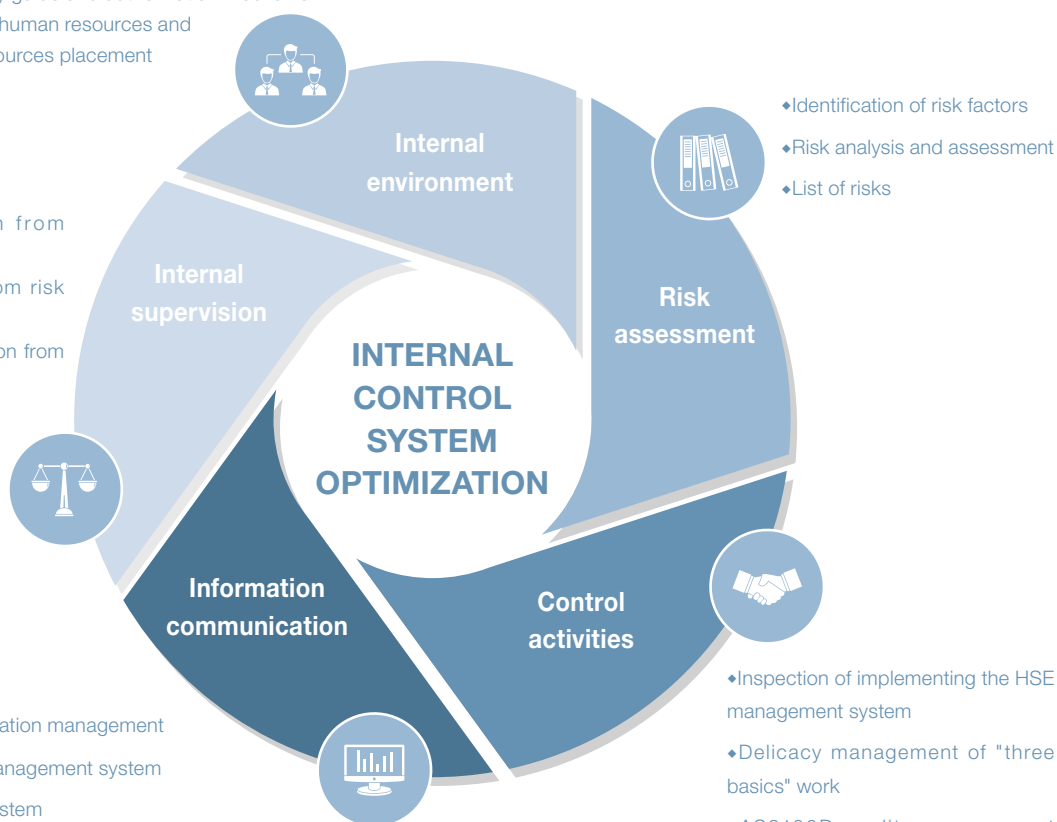 human resources and
ources placement
Internal
environment
◆Identification of risk factors
◆Risk analysis and assessment
◆List of risks
from
om risk
on from
Internal
supervision
Risk
assessment
INTERNAL
CONTROL
SYSTEM
OPTIMIZATION
Information
communication
Control
activities
◆Inspection of implementing the HSE
management system
◆Delicacy management of "three
basics" work
ation management
anagement system
stem